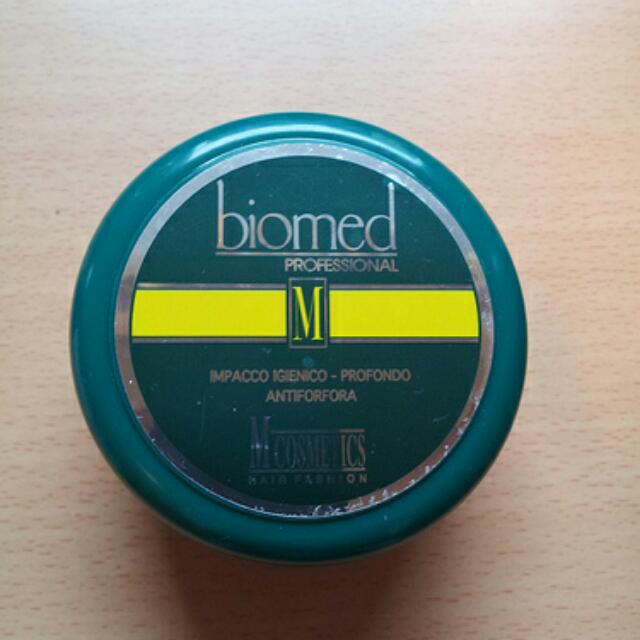 biomed
PROFESSIONAL
M
IMPACCO IGIENICO - PROFONDO
ANTIFORFORA
M COSMETICS
HAIR FASHION